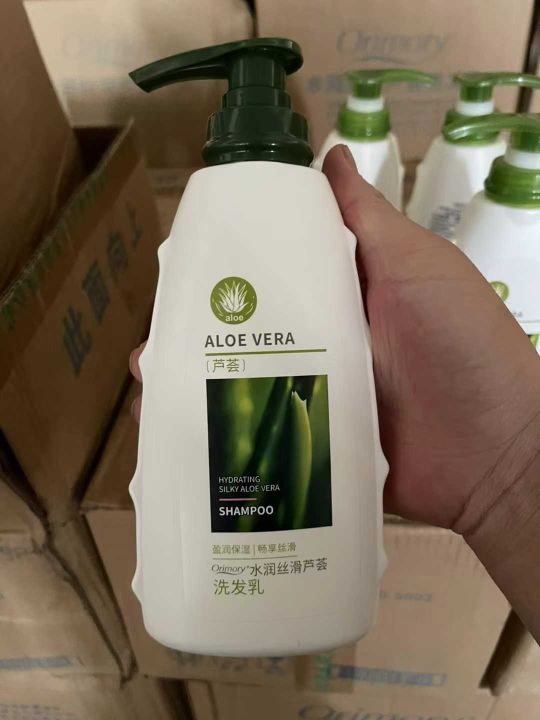 Orimory
aloe
ALOE VERA
(芦荟)
此面向上
HYDRATING
SILKY ALOE VERA
SHAMPOO
盈润保湿|畅享丝滑
Orimory®水润丝滑芦荟
洗发乳